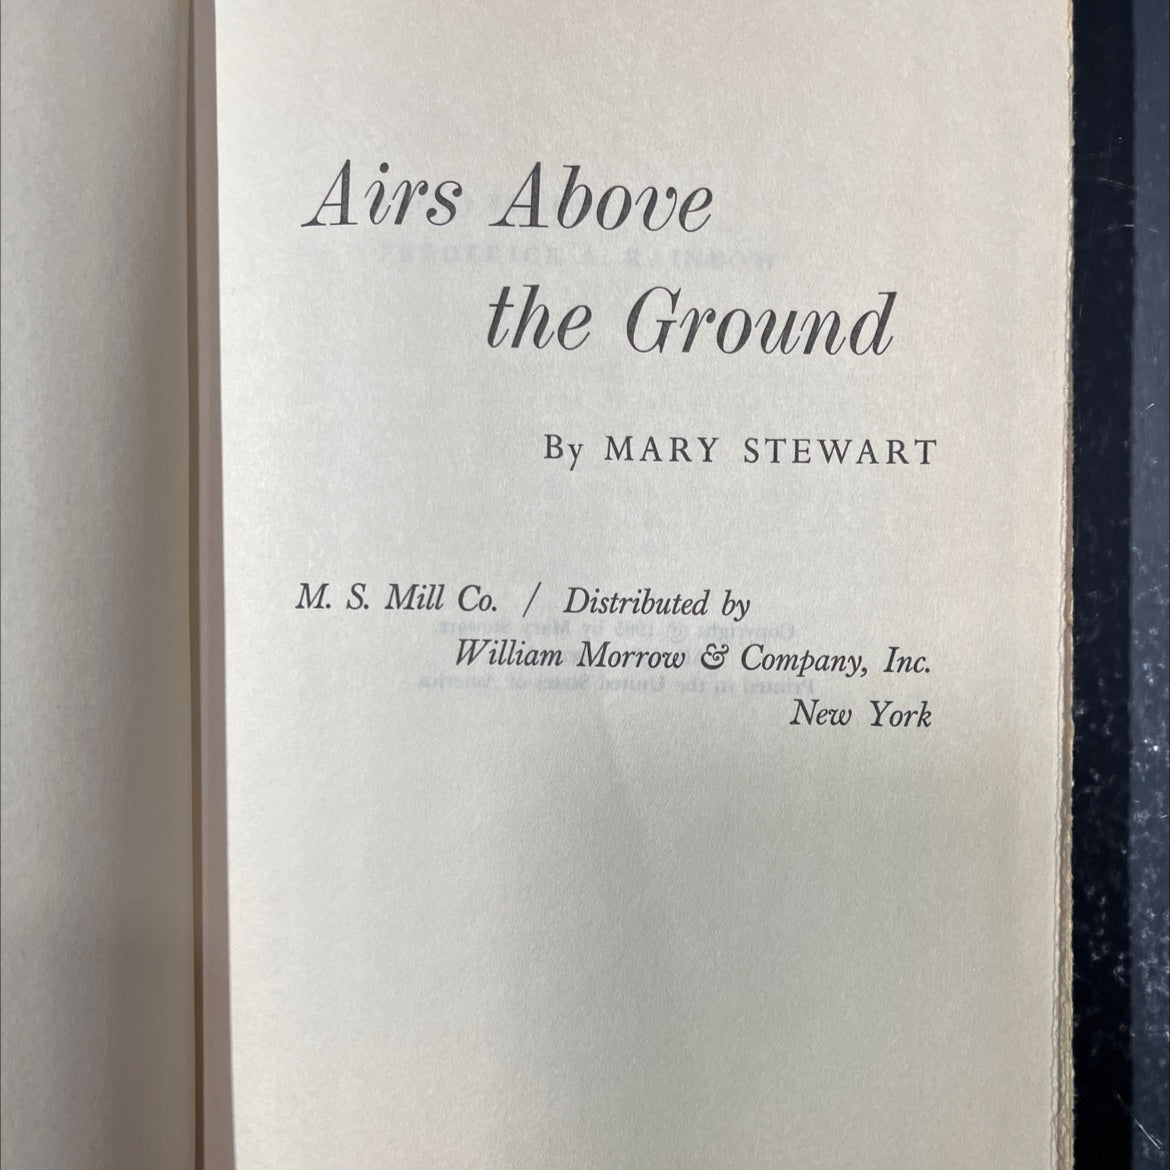 Airs Above
the Ground
By MARY STEWART
M. S. Mill Co. / Distributed by
William Morrow & Company, Inc.
New York